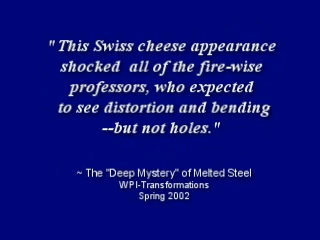 "This Swiss cheese appearance
shocked all of the fire-wise
professors, who expected
to see distortion and bending
--but not holes."
~ The "Deep Mystery" of Melted Steel
WPI-Transformations
Spring 2002